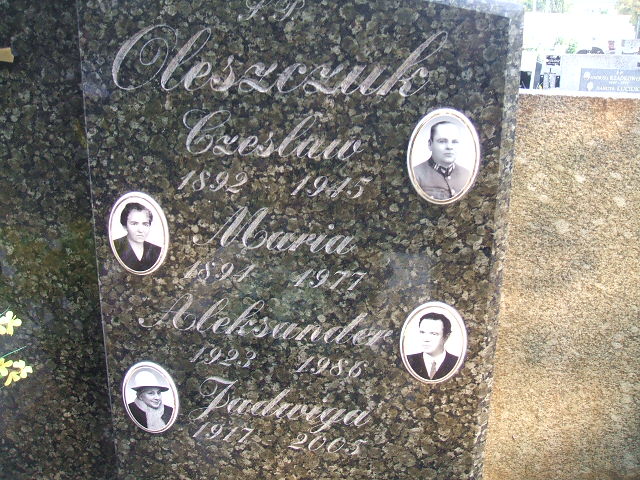 Ś.P.
Oleszczuk
Czesław
1892 1945
Maria
1891 1977
Aleksander
1922 1986
Jadwiga
1917 2005